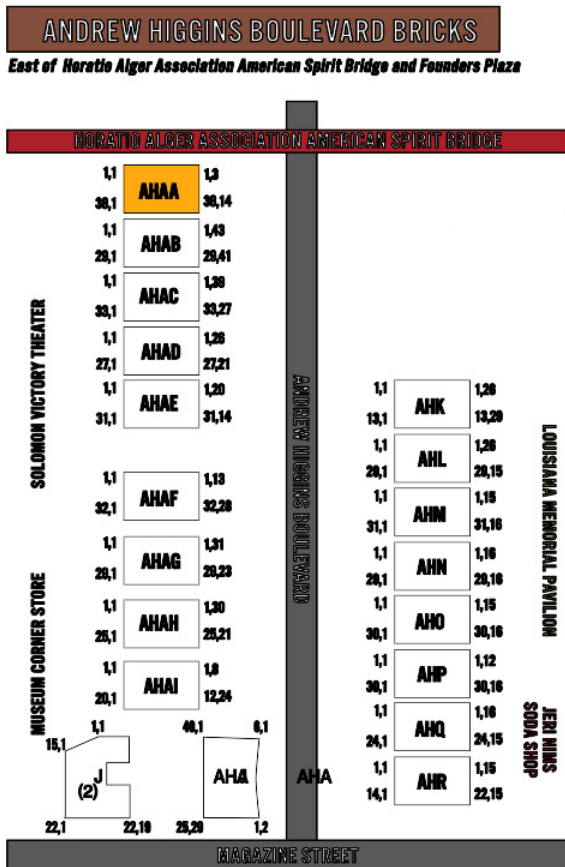 ANDREW HIGGINS BOULEVARD BRICKS
East of Horatio Alger Association American Spirit Bridge and Founders Plaza
HORATIO ALGER ASSOCIATION AMERICAN SPIRIT BRIDGE
1,1 AHAA 1,3
38,1 38,14
1,1 AHAB 1,43
29,1 29,41
1,1 AHAC 1,39
33,1 33,27
1,1 AHAD 1,26
27,1 27,21
1,1 AHAE 1,20
31,1 31,14
1,1 AHAF 1,13
32,1 32,28
1,1 AHAG 1,31
29,1 29,23
1,1 AHAH 1,30
25,1 25,21
1,1 AHAI 1,8
20,1 12,24
SOLOMON VICTORY THEATER
MUSEUM CORNER STORE
1,1
15,1
J
(2)
22,1 22,19
40,1 6,1
25,29 1,2
AHA
ANDREW HIGGINS BOULEVARD
1,1 AHK 1,26
13,1 13,29
1,1 AHL 1,26
29,1 29,15
1,1 AHM 1,15
31,1 31,16
1,1 AHN 1,16
29,1 29,16
1,1 AHO 1,15
30,1 30,16
1,1 AHP 1,12
30,1 30,16
1,1 AHQ 1,16
24,1 24,15
1,1 AHR 1,15
14,1 22,15
LOUISIANA MEMORIAL PAVILION
JERI NIMS
SODA SHOP
MAGAZINE STREET